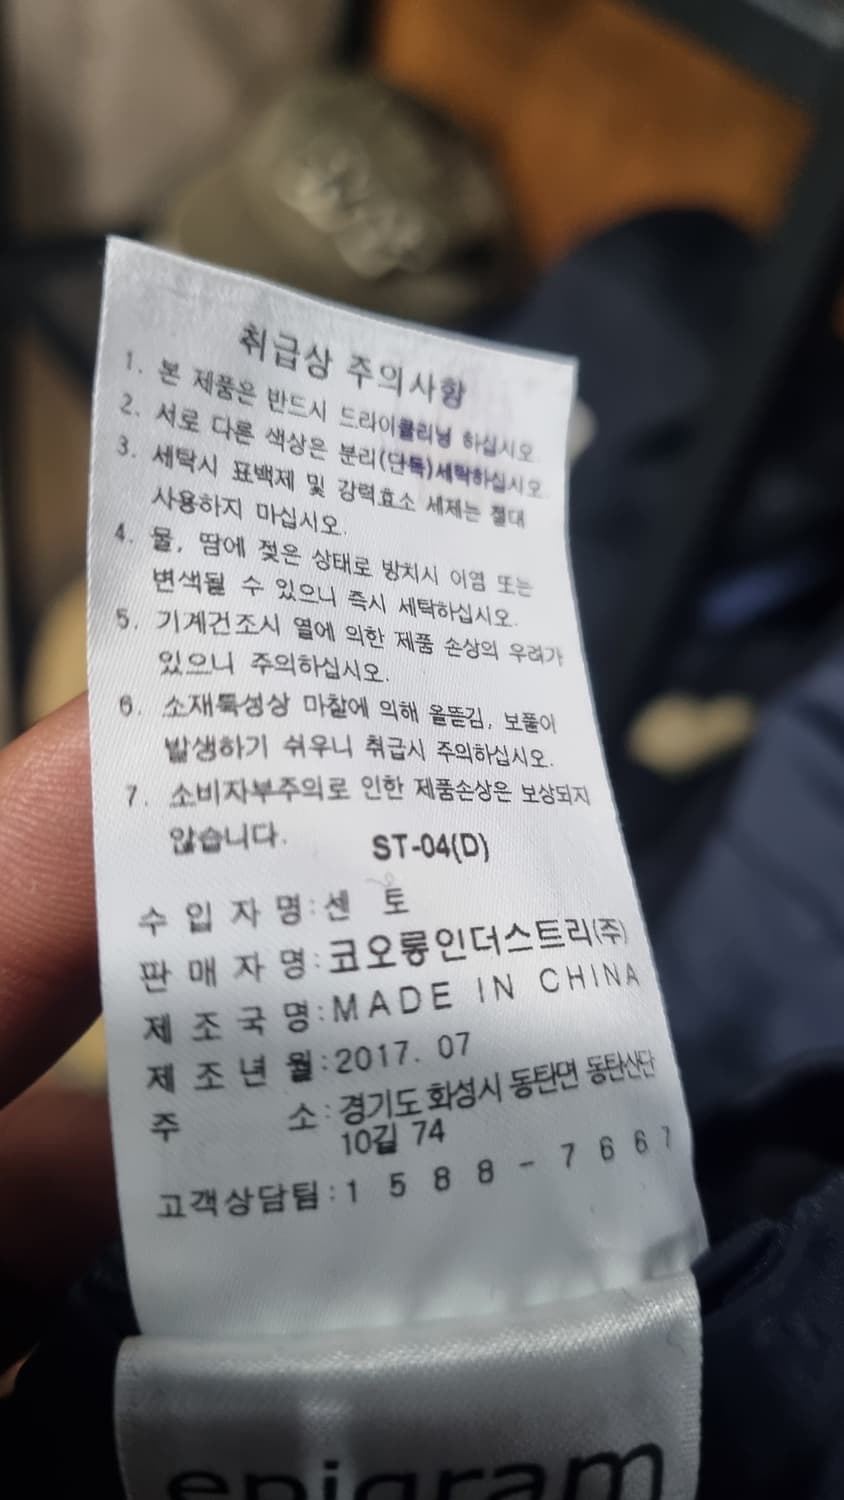 취급상 주의사항
1. 본 제품은 반드시 드라이클리닝 하십시오.
2. 서로 다른 색상은 분리(단독)세탁하십시오.
3. 세탁시 표백제 및 강력효소 세제는 절대
사용하지 마십시오.
4. 물, 땀에 젖은 상태로 방치시 이염 또는
변색될 수 있으니 즉시 세탁하십시오.
5. 기계건조시 열에 의한 제품 손상의 우려가
있으니 주의하십시오.
6. 소재특성상 마찰에 의해 올뜯김, 보풀이
발생하기 쉬우니 취급시 주의하십시오.
7. 소비자부주의로 인한 제품손상은 보상되지
않습니다. ST-04(D)
수입자명:센 토
판매자명:코오롱인더스트리(주)
제조국명:MADE IN CHINA
제조년월:2017. 07
주 소:경기도 화성시 동탄면 동탄산단
10길 74
고객상담팀:1588-7667
epigram